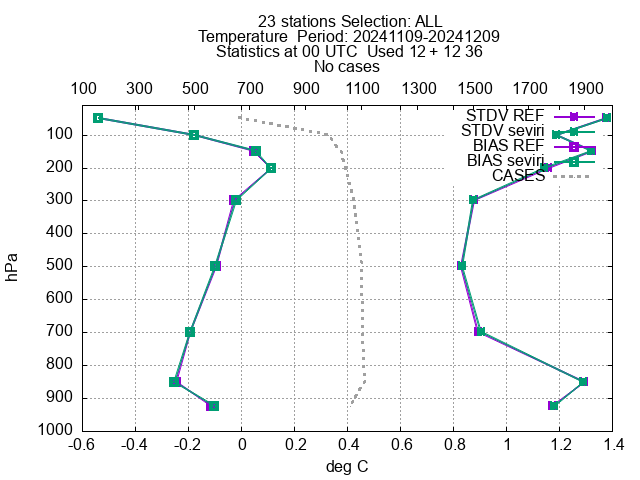 23 stations Selection: ALL
Temperature  Period: 20241109-20241209
Statistics at 00 UTC  Used 12 + 12 36
No cases
100 300 500 700 900 1100 1300 1500 1700 1900
STDV REF
STDV seviri
BIAS REF
BIAS seviri
CASES
hPa
100
200
300
400
500
600
700
800
900
1000
-0.6 -0.4 -0.2 0 0.2 0.4 0.6 0.8 1 1.2 1.4
deg C